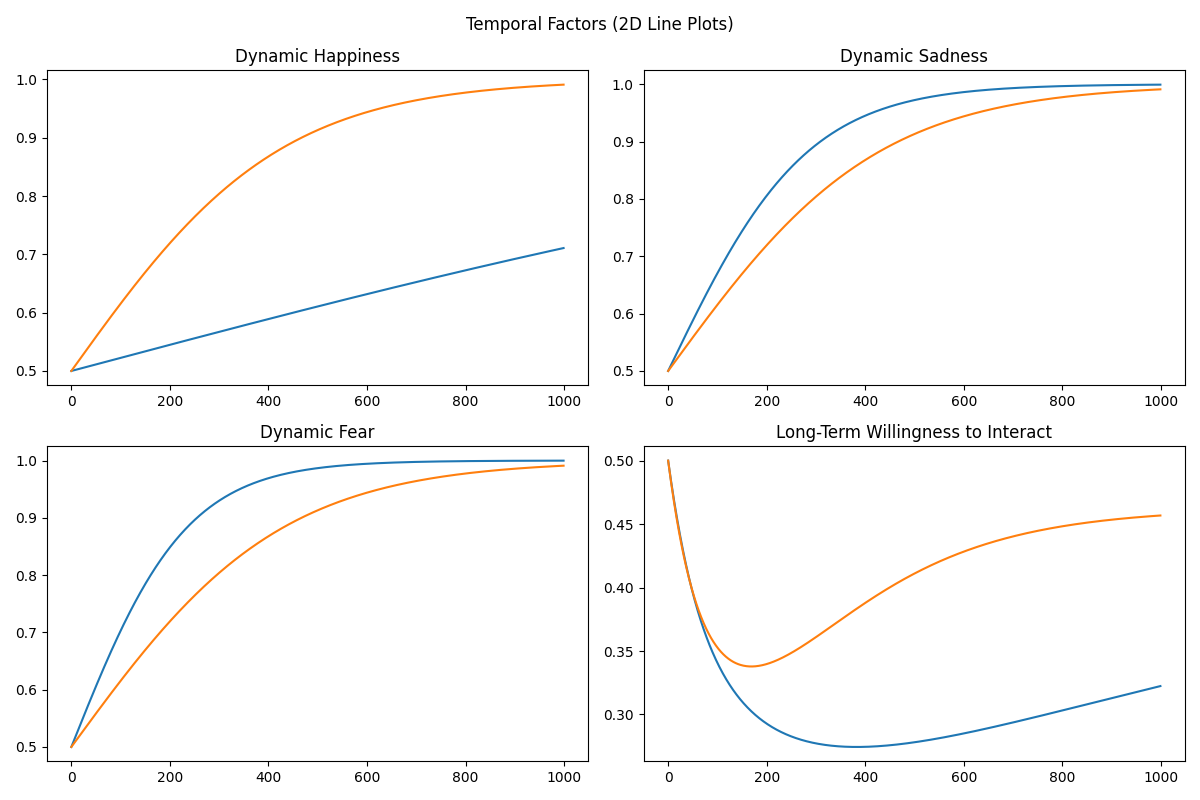 Temporal Factors (2D Line Plots)
Dynamic Happiness
1.0
0.9
0.8
0.7
0.6
0.5
0 200 400 600 800 1000
Dynamic Sadness
1.0
0.9
0.8
0.7
0.6
0.5
0 200 400 600 800 1000
Dynamic Fear
1.0
0.9
0.8
0.7
0.6
0.5
0 200 400 600 800 1000
Long-Term Willingness to Interact
0.50
0.45
0.40
0.35
0.30
0 200 400 600 800 1000